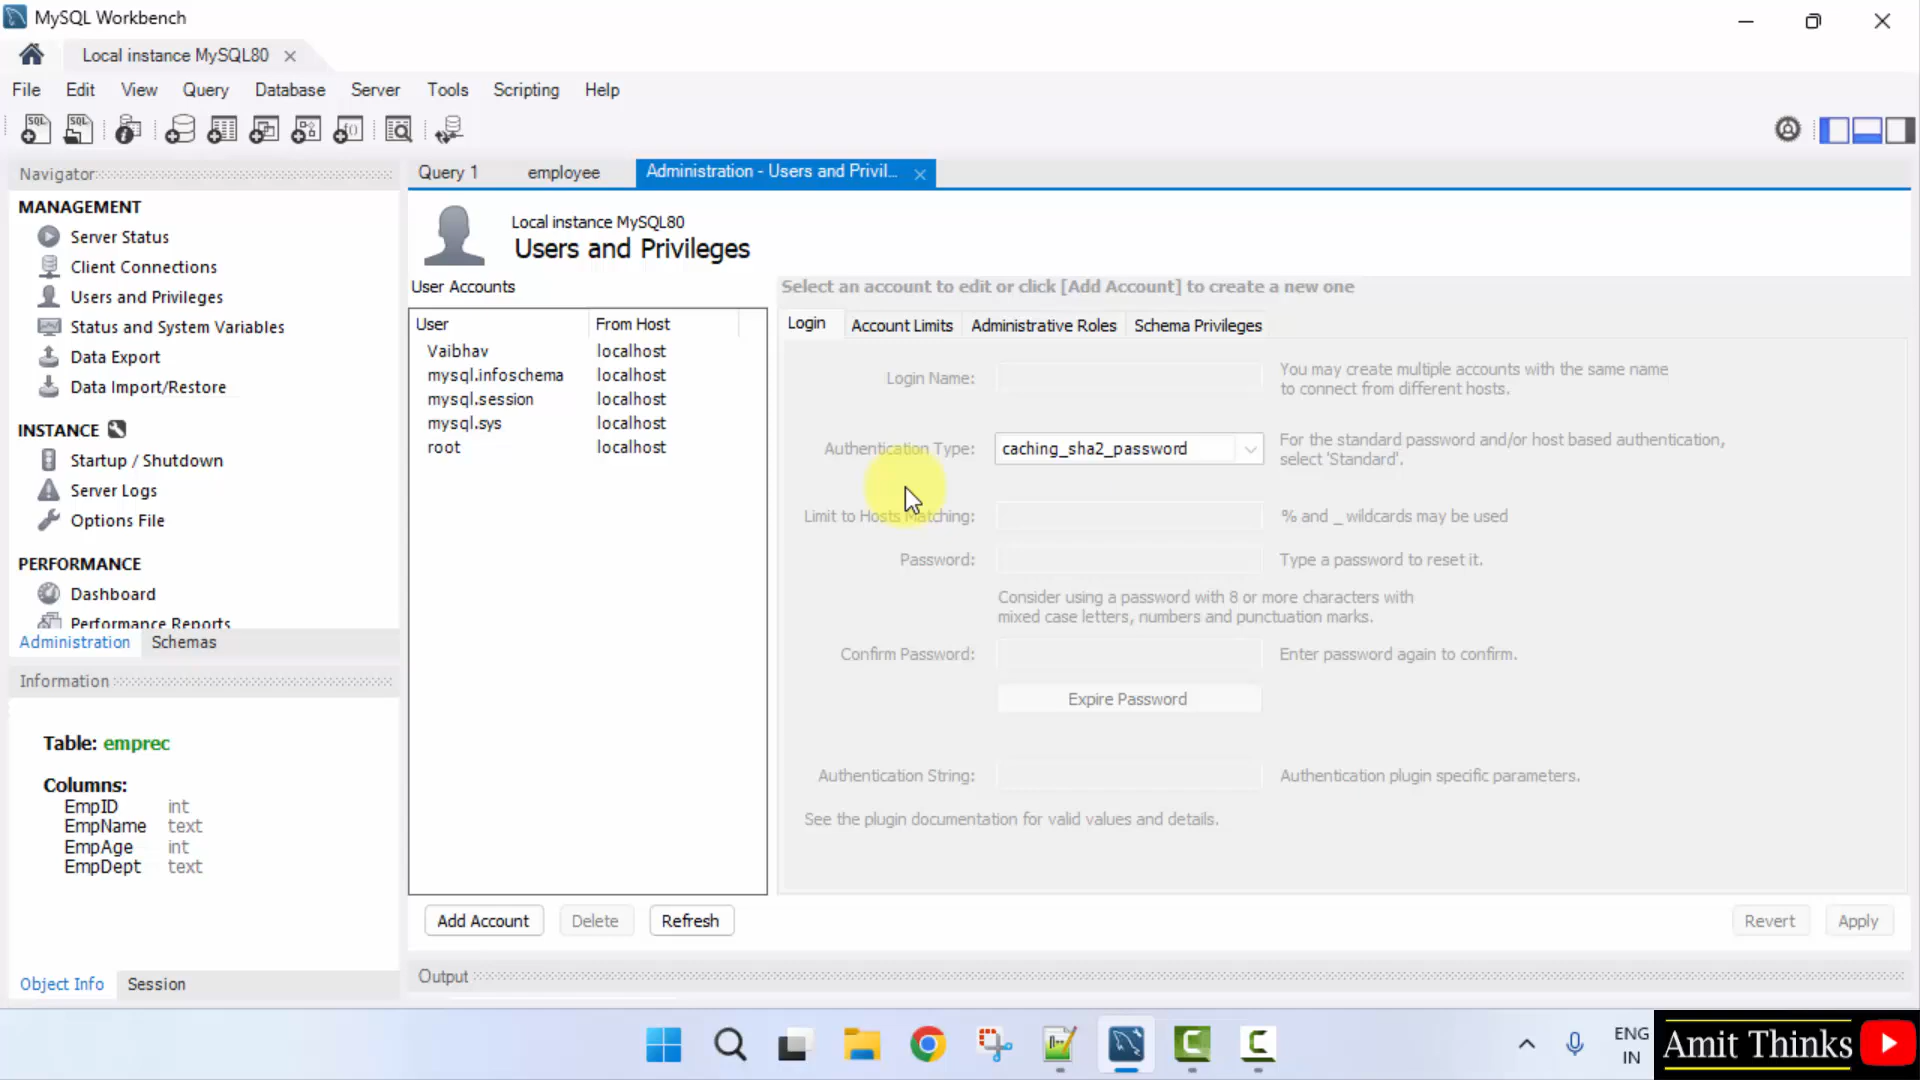 MySQL Workbench
Local instance MySQL80
File Edit View Query Database Server Tools Scripting Help
SQL SQL
Navigator
MANAGEMENT
Server Status
Client Connections
Users and Privileges
Status and System Variables
Data Export
Data Import/Restore
INSTANCE
Startup / Shutdown
Server Logs
Options File
PERFORMANCE
Dashboard
Performance Reports
Administration Schemas
Information
Table: emprec
Columns:
EmpID int
EmpName text
EmpAge int
EmpDept text
Object Info Session
Query 1 employee Administration - Users and Privil...
Local instance MySQL80
Users and Privileges
User Accounts
User From Host
Vaibhav localhost
mysql.infoschema localhost
mysql.session localhost
mysql.sys localhost
root localhost
Add Account Delete Refresh
Select an account to edit or click [Add Account] to create a new one
Login Account Limits Administrative Roles Schema Privileges
Login Name: You may create multiple accounts with the same name
to connect from different hosts.
Authentication Type: caching_sha2_password For the standard password and/or host based authentication,
select 'Standard'.
Limit to Hosts Matching: % and _ wildcards may be used
Password: Type a password to reset it.
Consider using a password with 8 or more characters with
mixed case letters, numbers and punctuation marks.
Confirm Password: Enter password again to confirm.
Expire Password
Authentication String: Authentication plugin specific parameters.
See the plugin documentation for valid values and details.
Revert Apply
Output
ENG
IN
Amit Thinks